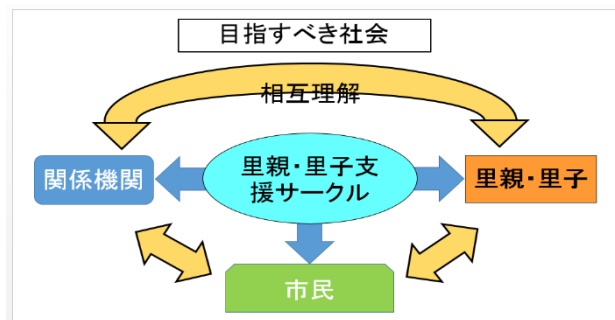 目指すべき社会
相互理解
関係機関
里親・里子支
援サークル
里親・里子
市民